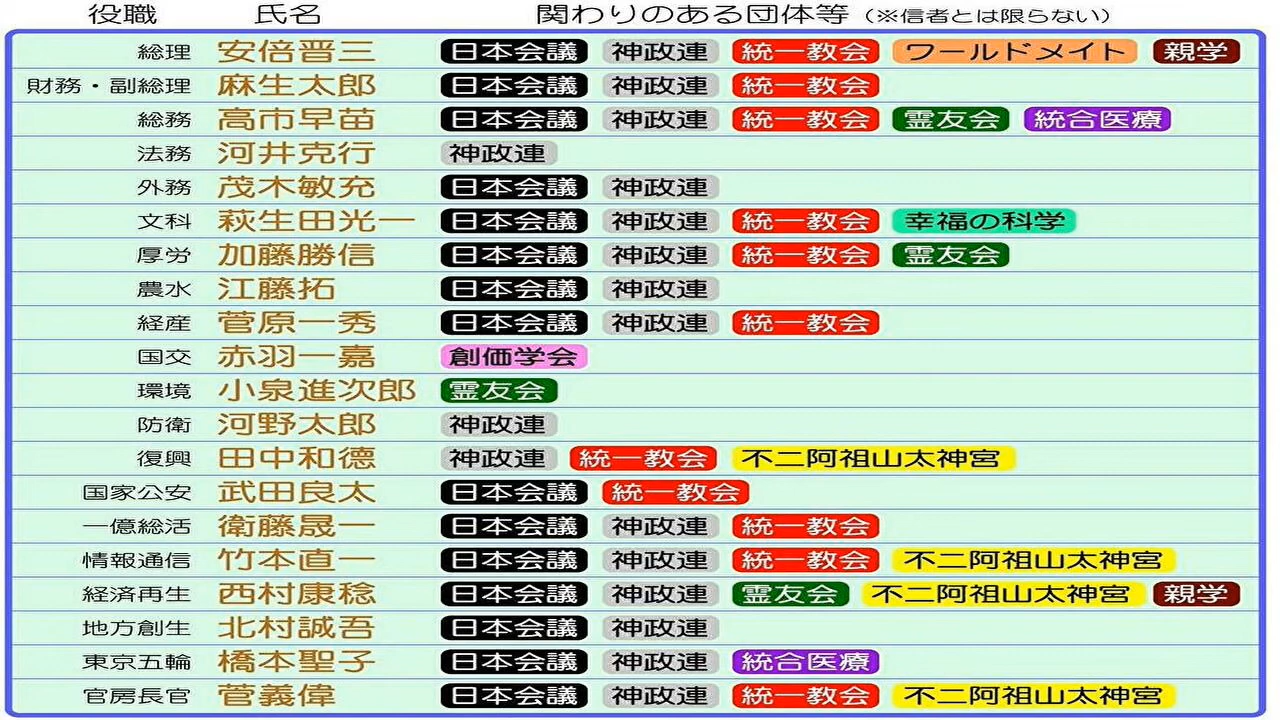 役職 氏名 関わりのある団体等（※信者とは限らない）
総理 安倍晋三 日本会議 神政連 統一教会 ワールドメイト 親学
財務・副総理 麻生太郎 日本会議 神政連 統一教会
総務 高市早苗 日本会議 神政連 統一教会 霊友会 統合医療
法務 河井克行 神政連
外務 茂木敏充 日本会議 神政連
文科 萩生田光一 日本会議 神政連 統一教会 幸福の科学
厚労 加藤勝信 日本会議 神政連 統一教会 霊友会
農水 江藤拓 日本会議 神政連
経産 菅原一秀 日本会議 神政連 統一教会
国交 赤羽一嘉 創価学会
環境 小泉進次郎 霊友会
防衛 河野太郎 神政連
復興 田中和徳 神政連 統一教会 不二阿祖山太神宮
国家公安 武田良太 日本会議 統一教会
一億総活 衛藤晟一 日本会議 神政連 統一教会
情報通信 竹本直一 日本会議 神政連 統一教会 不二阿祖山太神宮
経済再生 西村康稔 日本会議 神政連 霊友会 不二阿祖山太神宮 親学
地方創生 北村誠吾 日本会議 神政連
東京五輪 橋本聖子 日本会議 神政連 統合医療
官房長官 菅義偉 日本会議 神政連 統一教会 不二阿祖山太神宮